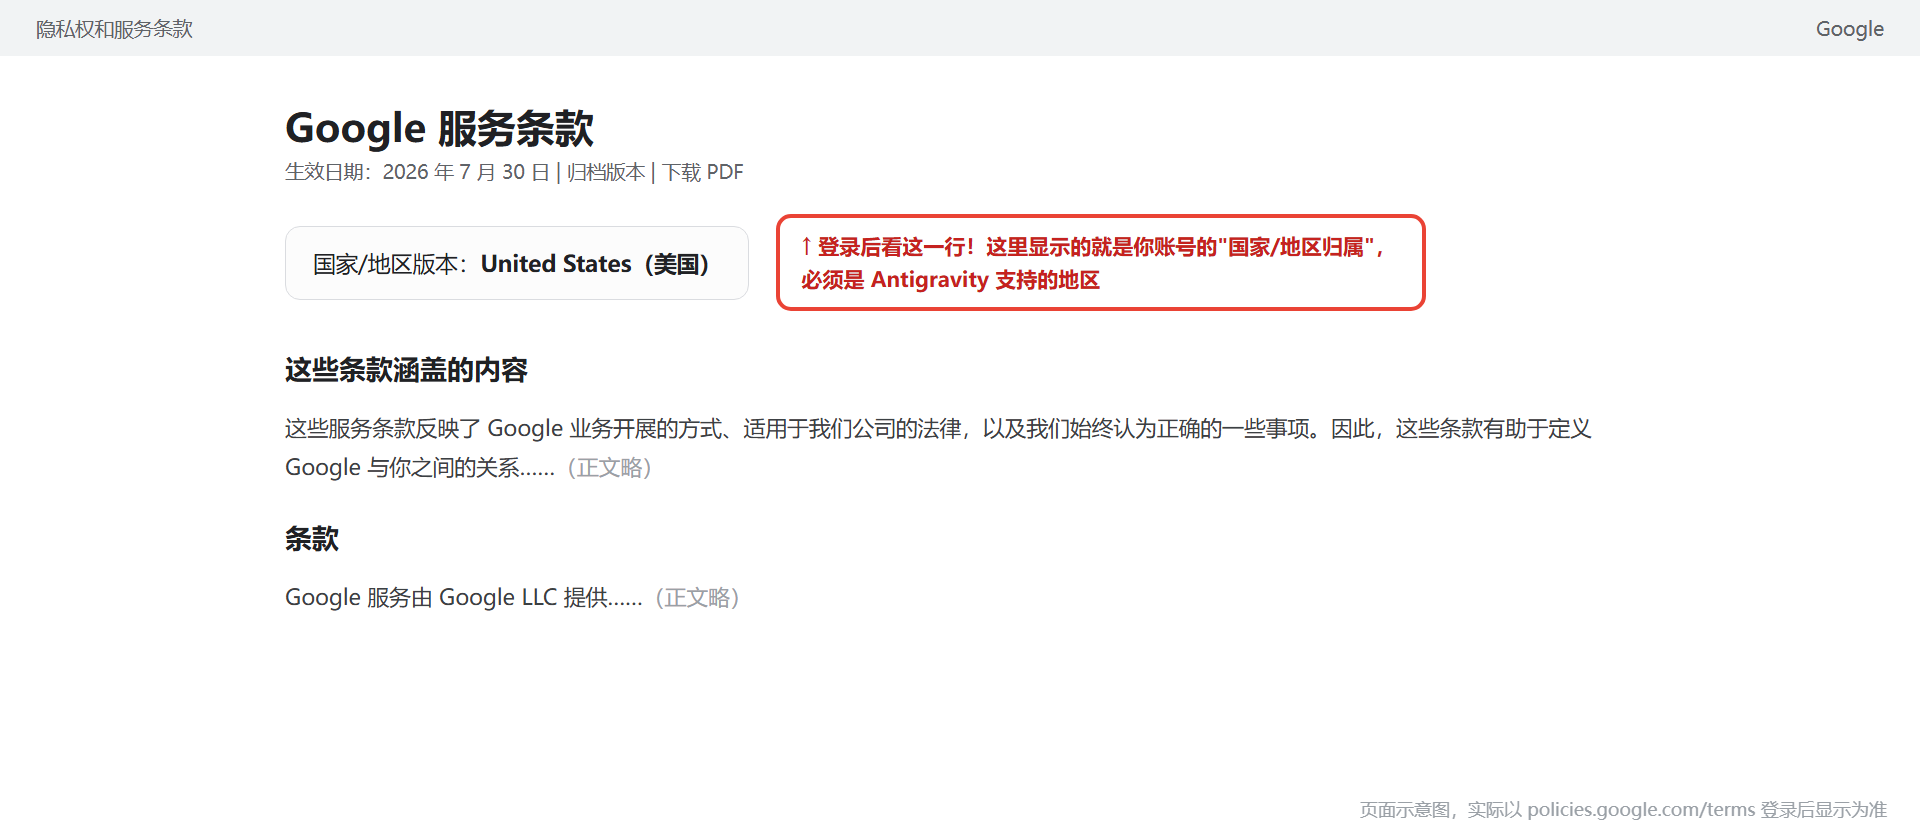 隐私权和服务条款
Google
Google 服务条款
生效日期：2026 年 7 月 30 日 | 归档版本 | 下载 PDF
国家/地区版本：United States（美国）
↑ 登录后看这一行！这里显示的就是你账号的"国家/地区归属"，
必须是 Antigravity 支持的地区
这些条款涵盖的内容
这些服务条款反映了 Google 业务开展的方式、适用于我们公司的法律，以及我们始终认为正确的一些事项。因此，这些条款有助于定义
Google 与你之间的关系……（正文略）
条款
Google 服务由 Google LLC 提供……（正文略）
页面示意图，实际以 policies.google.com/terms 登录后显示为准